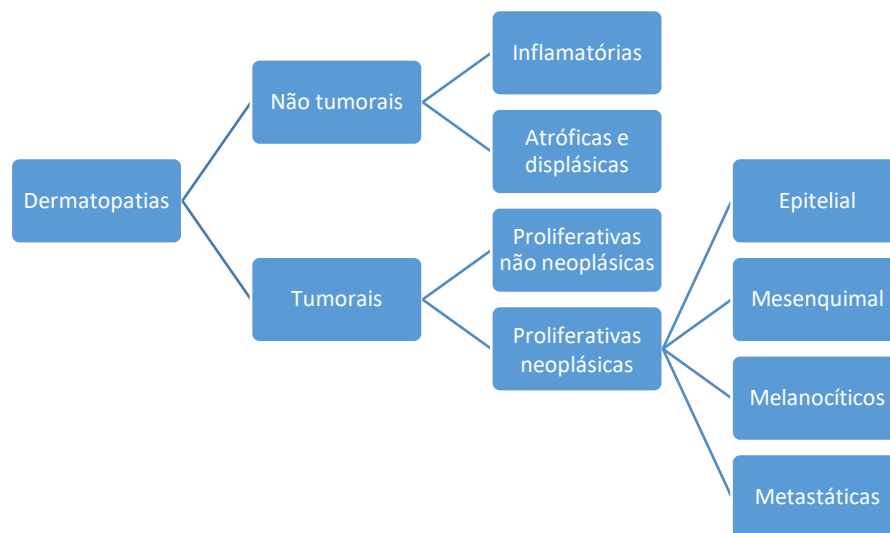 Dermatopatias
Não tumorais
Inflamatórias
Atróficas e
displásicas
Tumorais
Proliferativas
não neoplásicas
Proliferativas
neoplásicas
Epitelial
Mesenquimal
Melanocíticos
Metastáticas